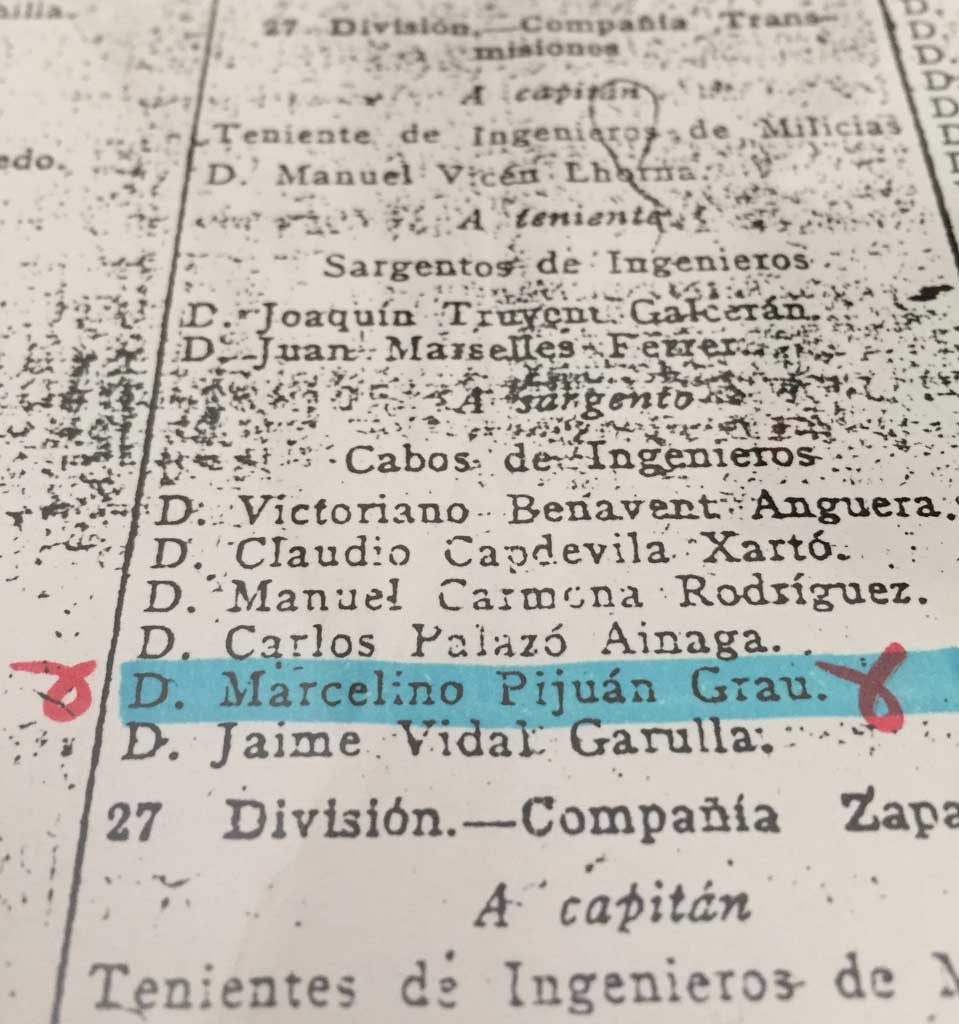 27 División.—Compañía Trans-
misiones
A capitán
Teniente de Ingenieros de Milicias
D. Manuel Vicén
edo.
A teniente
Sargentos de Ingenieros
D. Joaquín Truyent Galcerán.
D. Juan Marselles Ferrer.
A sargento
Cabos de Ingenieros
D. Victoriano Benavent Anguera.
D. Claudio Capdevila Xartó.
D. Manuel Carmona Rodríguez.
D. Carlos Palazó Ainaga.
D. Marcelino Pijuán Grau.
D. Jaime Vidal Garulla.
27 División.—Compañía Zapa
A capitán
Tenientes de Ingenieros de M